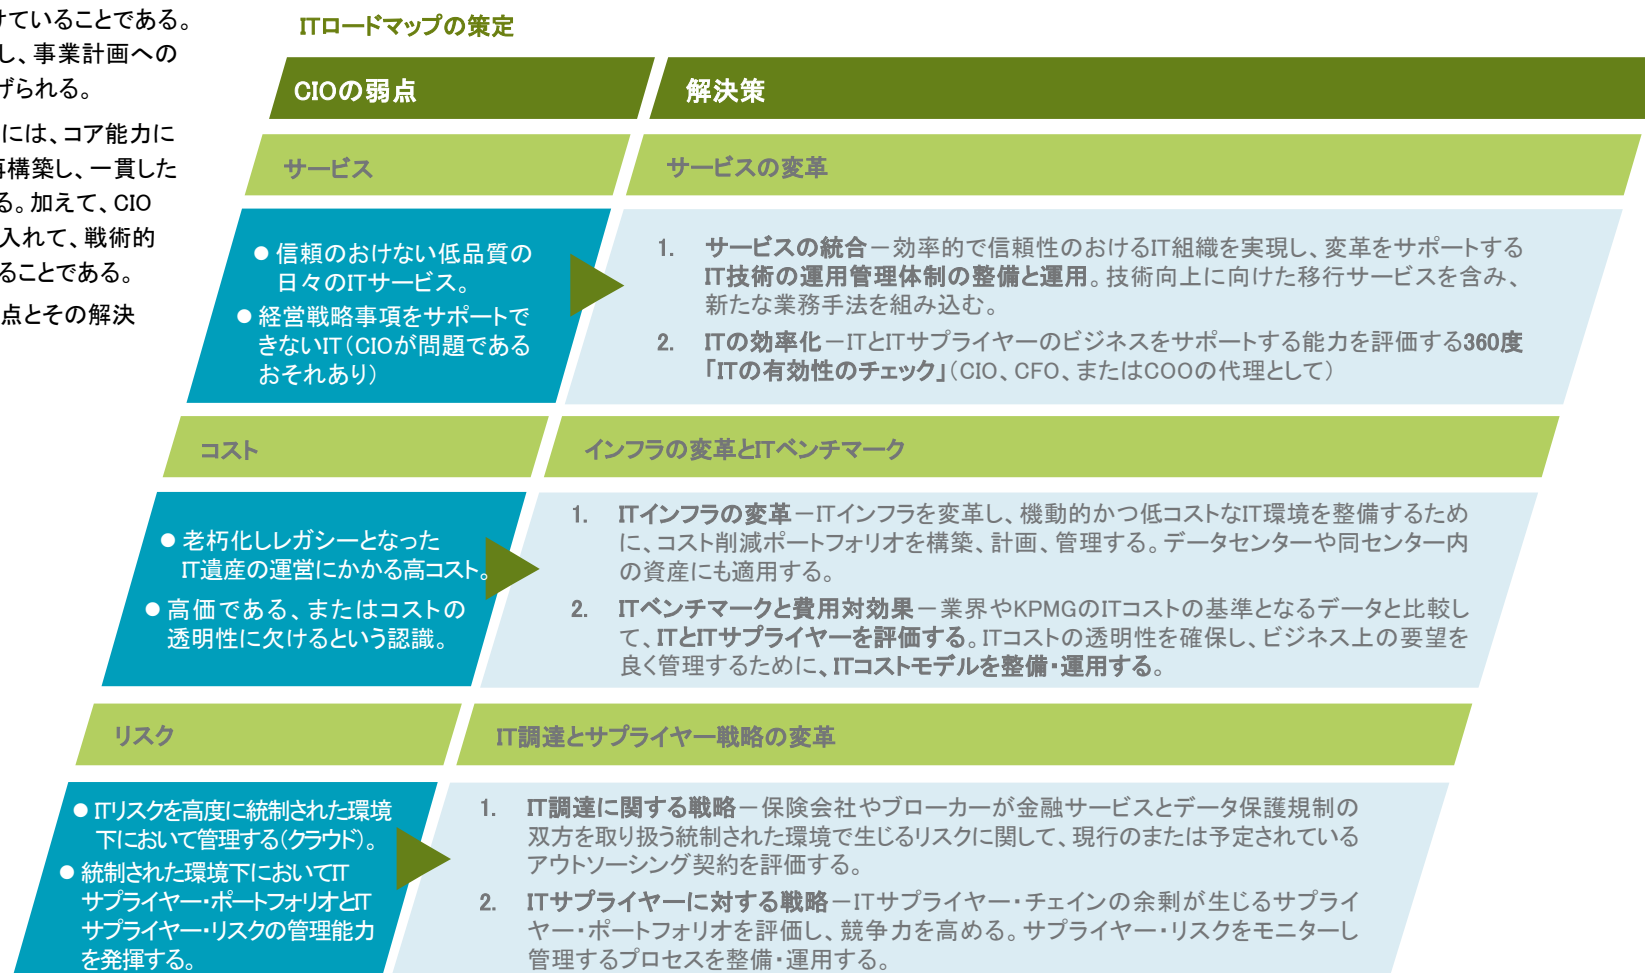 けていることである。
し、事業計画への
げられる。
には、コア能力に
再構築し、一貫した
る。加えて、CIO
入れて、戦術的
ることである。
点とその解決
ITロードマップの策定
CIOの弱点
解決策
サービス
サービスの変革
● 信頼のおけない低品質の
日々のITサービス。
● 経営戦略事項をサポートで
きないIT（CIOが問題である
おそれあり）
1. サービスの統合－効率的で信頼性のおけるIT組織を実現し、変革をサポートする
IT技術の運用管理体制の整備と運用。技術向上に向けた移行サービスを含み、
新たな業務手法を組み込む。
2. ITの効率化－ITとITサプライヤーのビジネスをサポートする能力を評価する360度
「ITの有効性のチェック」（CIO、CFO、またはCOOの代理として）
コスト
インフラの変革とITベンチマーク
● 老朽化しレガシーとなった
IT遺産の運営にかかる高コスト。
● 高価である、またはコストの
透明性に欠けるという認識。
1. ITインフラの変革－ITインフラを変革し、機動的かつ低コストなIT環境を整備するため
に、コスト削減ポートフォリオを構築、計画、管理する。データセンターや同センター内
の資産にも適用する。
2. ITベンチマークと費用対効果－業界やKPMGのITコストの基準となるデータと比較し
て、ITとITサプライヤーを評価する。ITコストの透明性を確保し、ビジネス上の要望を
良く管理するために、ITコストモデルを整備・運用する。
リスク
IT調達とサプライヤー戦略の変革
● ITリスクを高度に統制された環境
下において管理する（クラウド）。
● 統制された環境下においてIT
サプライヤー・ポートフォリオとIT
サプライヤー・リスクの管理能力
を発揮する。
1. IT調達に関する戦略－保険会社やブローカーが金融サービスとデータ保護規制の
双方を取り扱う統制された環境で生じるリスクに関して、現行のまたは予定されている
アウトソーシング契約を評価する。
2. ITサプライヤーに対する戦略－ITサプライヤー・チェインの余剰が生じるサプライ
ヤー・ポートフォリオを評価し、競争力を高める。サプライヤー・リスクをモニターし
管理するプロセスを整備・運用する。